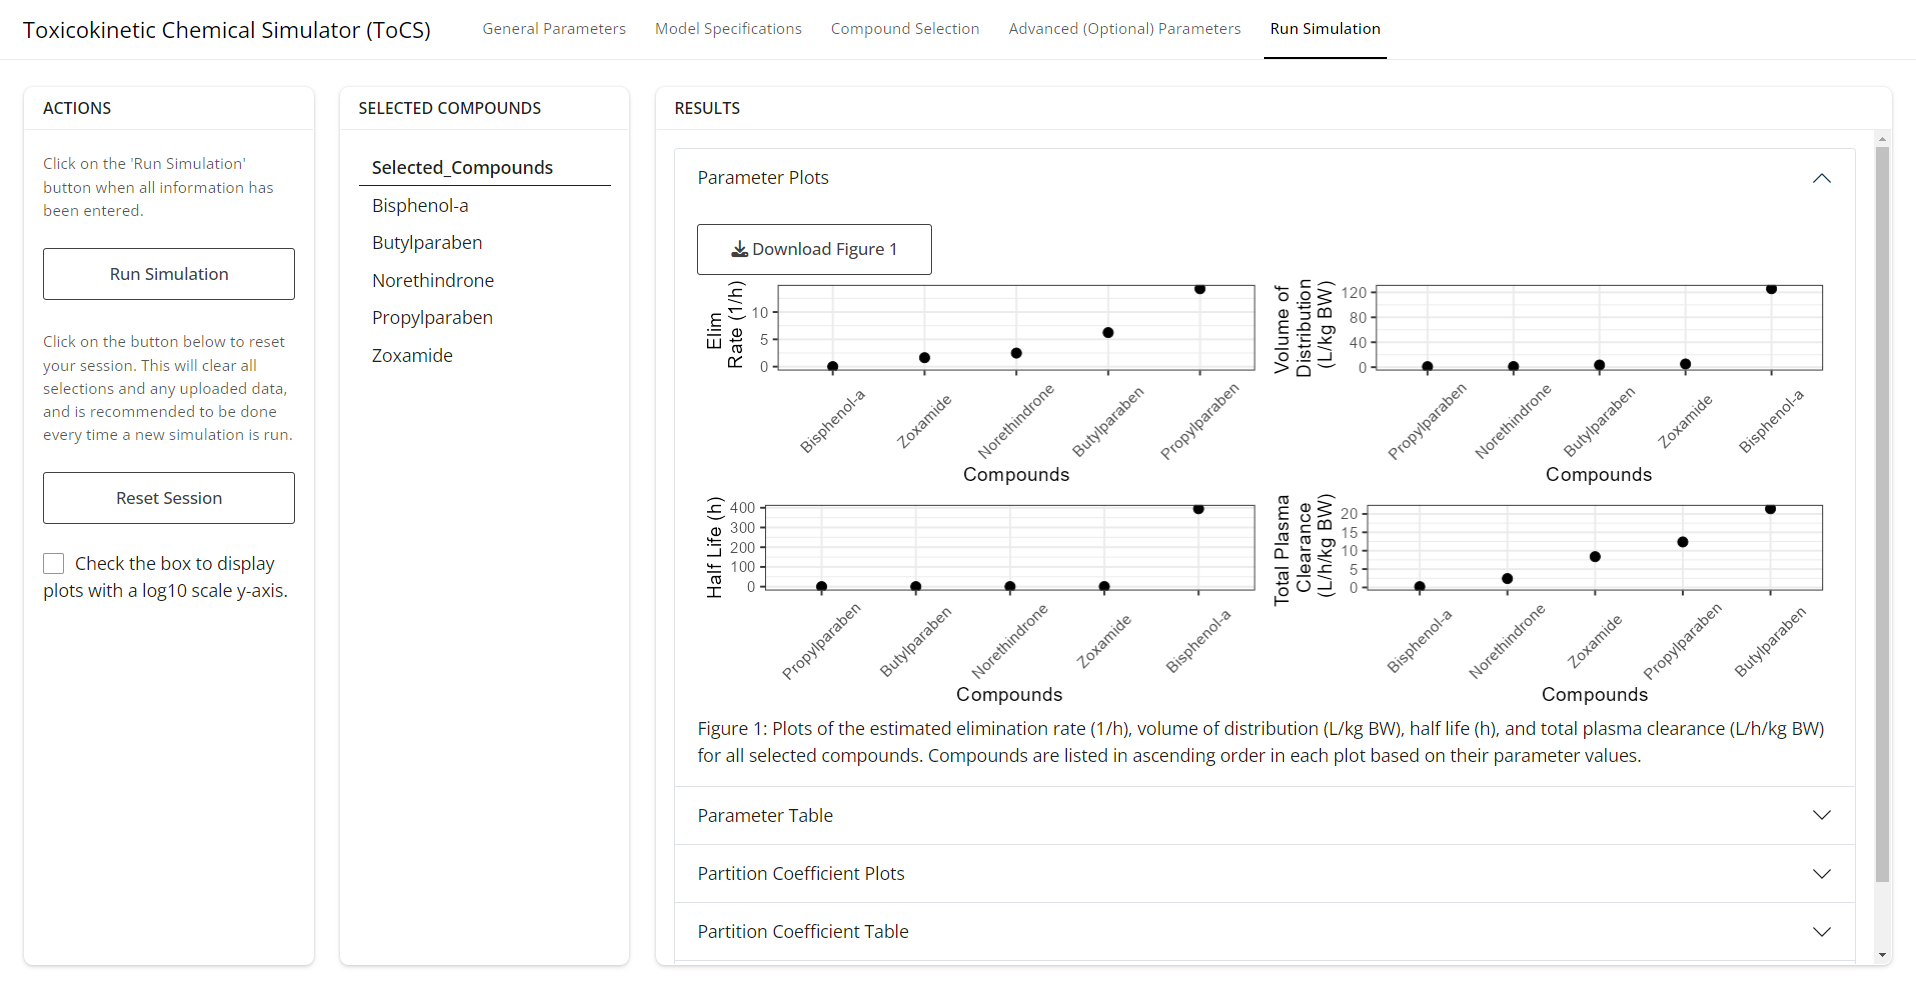 Toxicokinetic Chemical Simulator (ToCS)
General Parameters
Model Specifications
Compound Selection
Advanced (Optional) Parameters
Run Simulation
ACTIONS
Click on the 'Run Simulation'
button when all information has
been entered.
Run Simulation
Click on the button below to reset
your session. This will clear all
selections and any uploaded data,
and is recommended to be done
every time a new simulation is run.
Reset Session
Check the box to display
plots with a log10 scale y-axis.
SELECTED COMPOUNDS
Selected_Compounds
Bisphenol-a
Butylparaben
Norethindrone
Propylparaben
Zoxamide
RESULTS
Parameter Plots
Download Figure 1
Elim
Rate (1/h)
10
5
0
Bisphenol-a
Zoxamide
Norethindrone
Butylparaben
Propylparaben
Compounds
Volume of
Distribution
(L/kg BW)
120
80
40
0
Propylparaben
Norethindrone
Butylparaben
Zoxamide
Bisphenol-a
Compounds
Half Life (h)
400
300
200
100
0
Propylparaben
Butylparaben
Norethindrone
Zoxamide
Bisphenol-a
Compounds
Total Plasma
Clearance
(L/h/kg BW)
20
15
10
5
0
Bisphenol-a
Norethindrone
Zoxamide
Propylparaben
Butylparaben
Compounds
Figure 1: Plots of the estimated elimination rate (1/h), volume of distribution (L/kg BW), half life (h), and total plasma clearance (L/h/kg BW)
for all selected compounds. Compounds are listed in ascending order in each plot based on their parameter values.
Parameter Table
Partition Coefficient Plots
Partition Coefficient Table